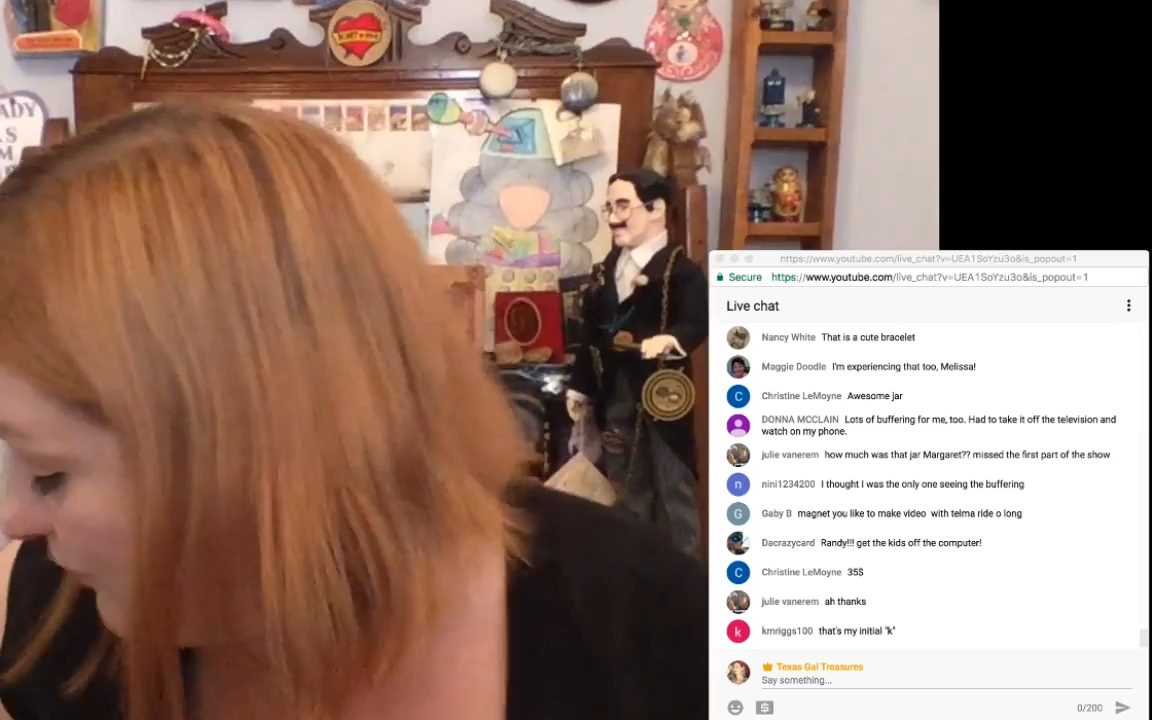 ADY
S
M
https://www.youtube.com/live_chat?v=UEA1SoYzu3o&is_popout=1
Secure https://www.youtube.com/live_chat?v=UEA1SoYzu3o&is_popout=1
Live chat
Nancy White That is a cute bracelet
Maggie Doodle I'm experiencing that too, Melissa!
C Christine LeMoyne Awesome jar
DONNA MCCLAIN Lots of buffering for me, too. Had to take it off the television and
watch on my phone.
julie vanerem how much was that jar Margaret?? missed the first part of the show
n nini1234200 I thought I was the only one seeing the buffering
G Gaby B magnet you like to make video with telma ride o long
Dacrazycard Randy!!! get the kids off the computer!
C Christine LeMoyne 35$
julie vanerem ah thanks
k kmriggs100 that's my initial "k"
Texas Gal Treasures
Say something...
0/200